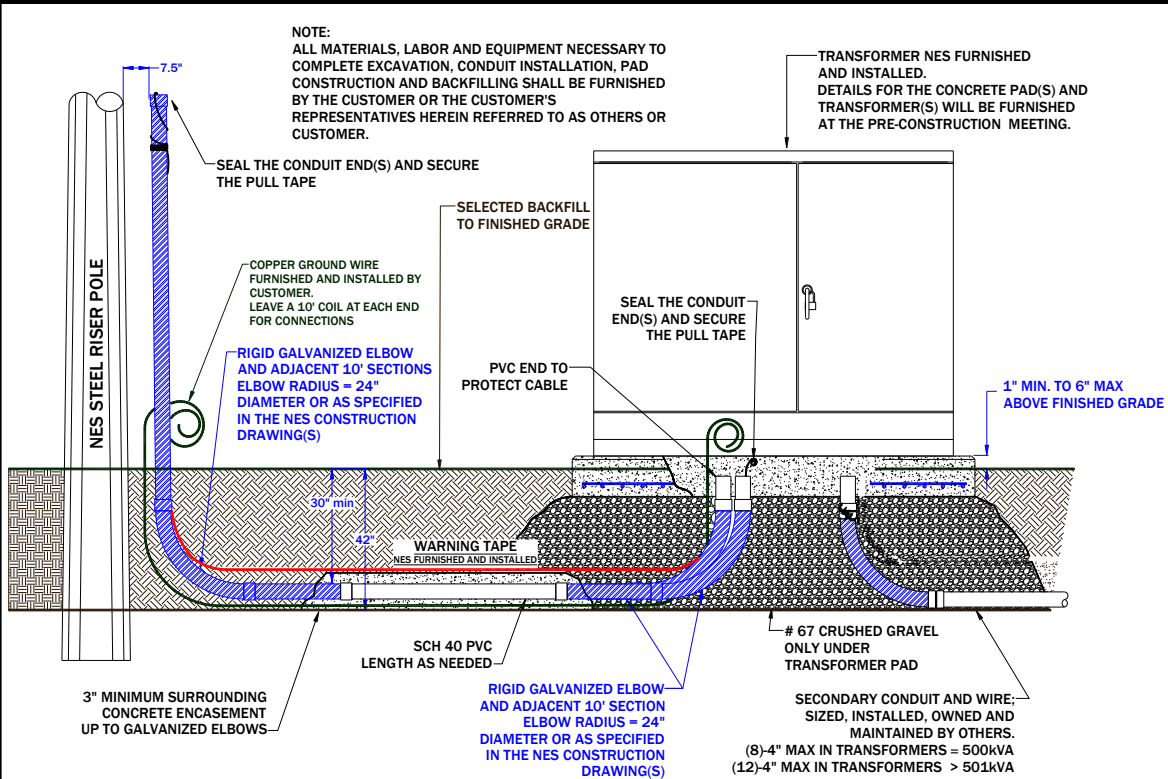 NOTE:
ALL MATERIALS, LABOR AND EQUIPMENT NECESSARY TO
COMPLETE EXCAVATION, CONDUIT INSTALLATION, PAD
CONSTRUCTION AND BACKFILLING SHALL BE FURNISHED
BY THE CUSTOMER OR THE CUSTOMER'S
REPRESENTATIVES HEREIN REFERRED TO AS OTHERS OR
CUSTOMER.
TRANSFORMER NES FURNISHED
AND INSTALLED.
DETAILS FOR THE CONCRETE PAD(S) AND
TRANSFORMER(S) WILL BE FURNISHED
AT THE PRE-CONSTRUCTION MEETING.
7.5"
SEAL THE CONDUIT END(S) AND SECURE
THE PULL TAPE
SELECTED BACKFILL
TO FINISHED GRADE
NES STEEL RISER POLE
COPPER GROUND WIRE
FURNISHED AND INSTALLED BY
CUSTOMER.
LEAVE A 10' COIL AT EACH END
FOR CONNECTIONS
SEAL THE CONDUIT
END(S) AND SECURE
THE PULL TAPE
RIGID GALVANIZED ELBOW
AND ADJACENT 10' SECTIONS
ELBOW RADIUS = 24"
DIAMETER OR AS SPECIFIED
IN THE NES CONSTRUCTION
DRAWING(S)
PVC END TO
PROTECT CABLE
1" MIN. TO 6" MAX
ABOVE FINISHED GRADE
30" min
42"
WARNING TAPE
NES FURNISHED AND INSTALLED
SCH 40 PVC
LENGTH AS NEEDED
# 67 CRUSHED GRAVEL
ONLY UNDER
TRANSFORMER PAD
3" MINIMUM SURROUNDING
CONCRETE ENCASEMENT
UP TO GALVANIZED ELBOWS
RIGID GALVANIZED ELBOW
AND ADJACENT 10' SECTION
ELBOW RADIUS = 24"
DIAMETER OR AS SPECIFIED
IN THE NES CONSTRUCTION
DRAWING(S)
SECONDARY CONDUIT AND WIRE;
SIZED, INSTALLED, OWNED AND
MAINTAINED BY OTHERS.
(8)-4" MAX IN TRANSFORMERS = 500kVA
(12)-4" MAX IN TRANSFORMERS > 501kVA